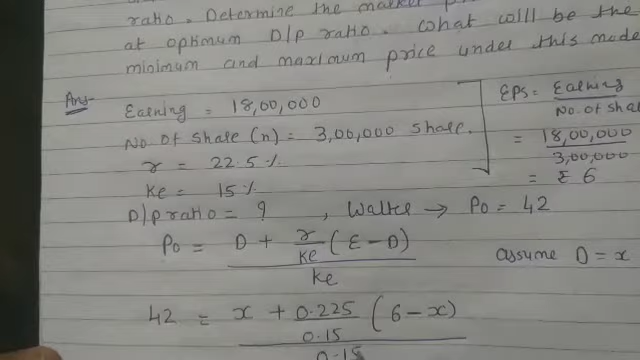 ratio. Determine the market
at optimum D/p ratio. What will be the
minimum and maximum price under this mode
Ans-
Earning = 18,00,000
No. of Share (n) = 3,00,000 Share.
r = 22.5%
Ke = 15%
D/p ratio = ? , Walter → P0 = 42
P0 = D + r/Ke (E - D)
Ke
assume D = x
42 = x + 0.225/0.15 (6 - x)
0.15
EPS = Earning
No. of Shar
= 18,00,000
3,00,000
= ₹ 6